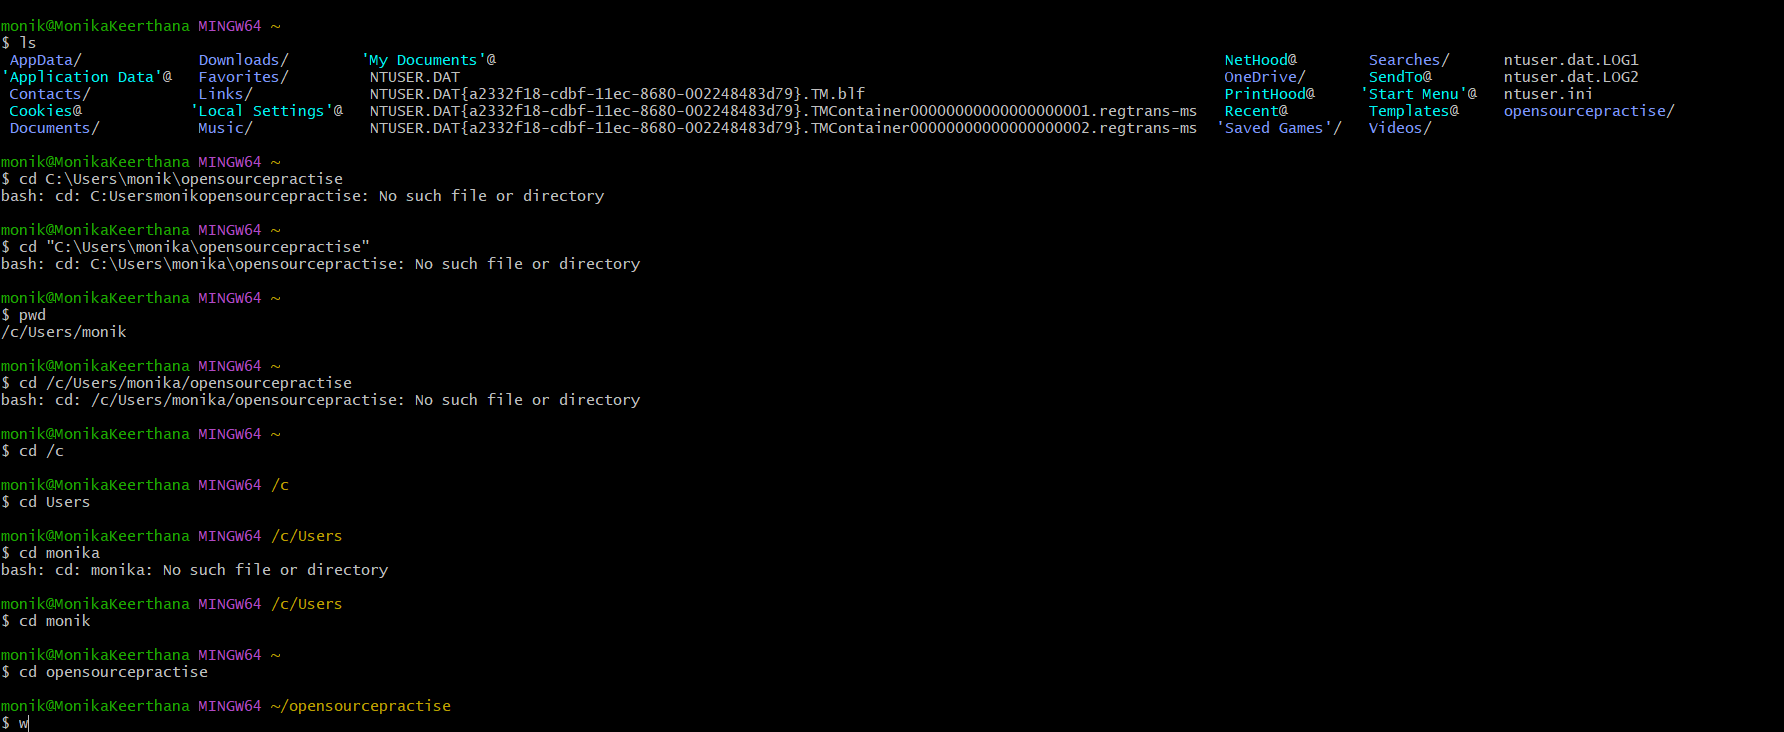 monik@MonikaKeerthana MINGW64 ~
$ ls
AppData/ Downloads/ 'My Documents'@ NetHood@ Searches/ ntuser.dat.LOG1
'Application Data'@ Favorites/ NTUSER.DAT OneDrive/ SendTo@ ntuser.dat.LOG2
Contacts/ Links/ NTUSER.DAT{a2332f18-cdbf-11ec-8680-002248483d79}.TM.blf PrintHood@ 'Start Menu'@ ntuser.ini
Cookies@ 'Local Settings'@ NTUSER.DAT{a2332f18-cdbf-11ec-8680-002248483d79}.TMContainer00000000000000000001.regtrans-ms Recent@ Templates@ opensourcepractise/
Documents/ Music/ NTUSER.DAT{a2332f18-cdbf-11ec-8680-002248483d79}.TMContainer00000000000000000002.regtrans-ms 'Saved Games'/ Videos/
monik@MonikaKeerthana MINGW64 ~
$ cd C:\Users\monik\opensourcepractise
bash: cd: C:Usersmonikopensourcepractise: No such file or directory
monik@MonikaKeerthana MINGW64 ~
$ cd "C:\Users\monika\opensourcepractise"
bash: cd: C:\Users\monika\opensourcepractise: No such file or directory
monik@MonikaKeerthana MINGW64 ~
$ pwd
/c/Users/monik
monik@MonikaKeerthana MINGW64 ~
$ cd /c/Users/monika/opensourcepractise
bash: cd: /c/Users/monika/opensourcepractise: No such file or directory
monik@MonikaKeerthana MINGW64 ~
$ cd /c
monik@MonikaKeerthana MINGW64 /c
$ cd Users
monik@MonikaKeerthana MINGW64 /c/Users
$ cd monika
bash: cd: monika: No such file or directory
monik@MonikaKeerthana MINGW64 /c/Users
$ cd monik
monik@MonikaKeerthana MINGW64 ~
$ cd opensourcepractise
monik@MonikaKeerthana MINGW64 ~/opensourcepractise
$ w